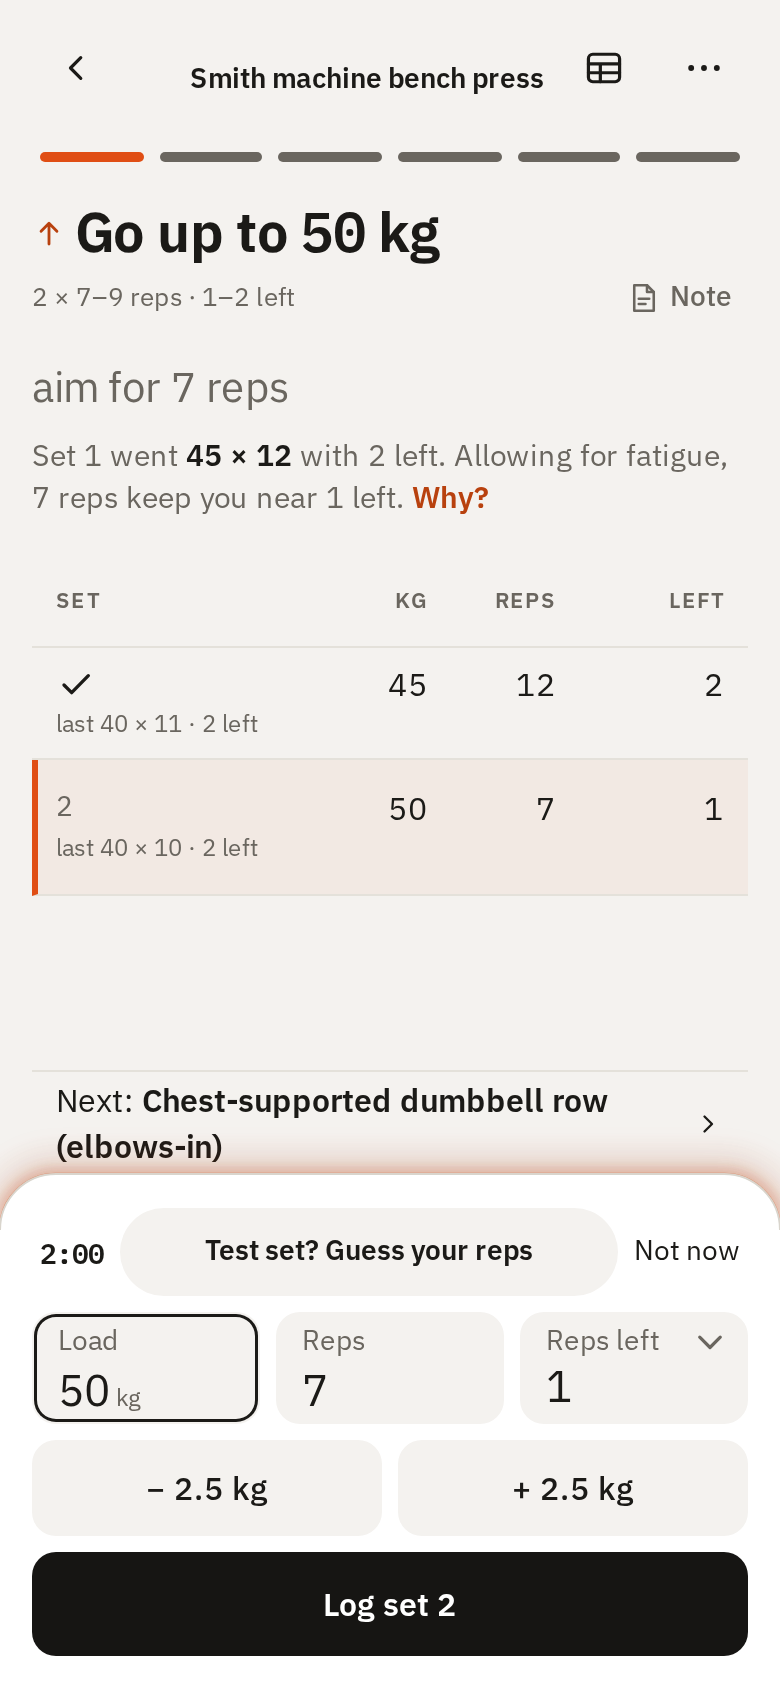 Smith machine bench press
↑ Go up to 50 kg
2 × 7–9 reps · 1–2 left
Note
aim for 7 reps
Set 1 went 45 × 12 with 2 left. Allowing for fatigue,
7 reps keep you near 1 left. Why?
SET KG REPS LEFT
✓ 45 12 2
last 40 × 11 · 2 left
2 50 7 1
last 40 × 10 · 2 left
Next: Chest-supported dumbbell row
(elbows-in)
2:00 Test set? Guess your reps Not now
Load Reps Reps left
50 kg 7 1
− 2.5 kg + 2.5 kg
Log set 2